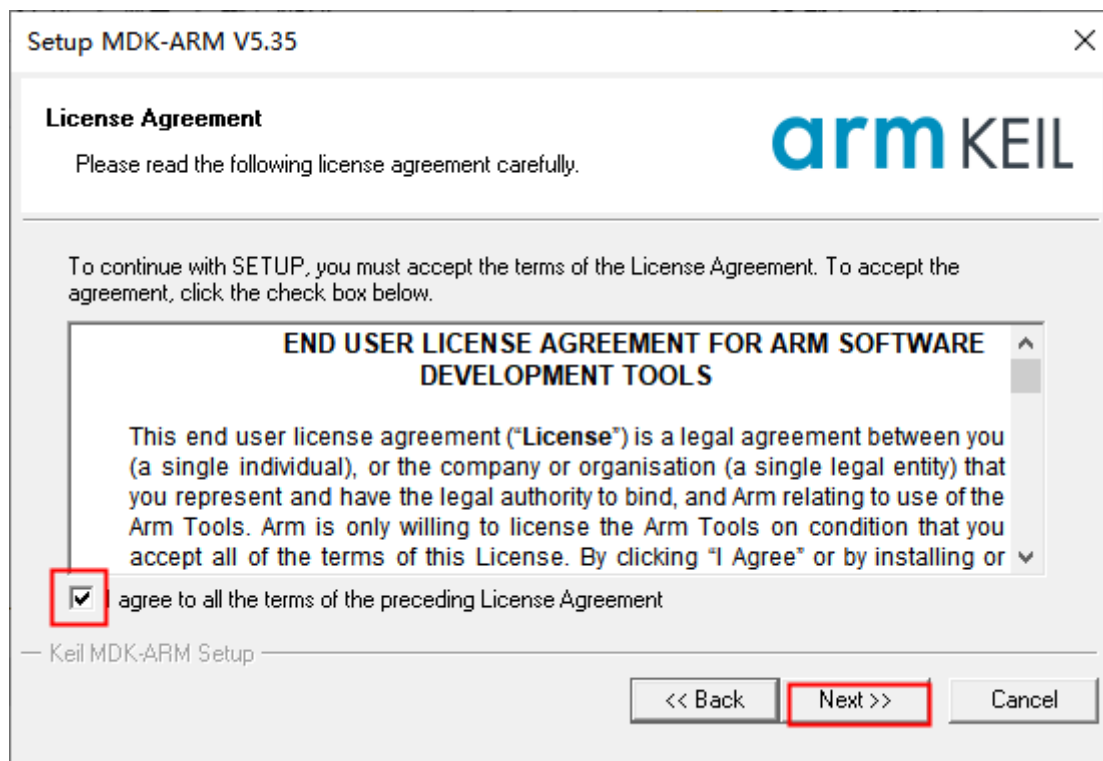 Setup MDK-ARM V5.35
License Agreement
Please read the following license agreement carefully.
arm KEIL
To continue with SETUP, you must accept the terms of the License Agreement. To accept the
agreement, click the check box below.
END USER LICENSE AGREEMENT FOR ARM SOFTWARE
DEVELOPMENT TOOLS
This end user license agreement (“License”) is a legal agreement between you
(a single individual), or the company or organisation (a single legal entity) that
you represent and have the legal authority to bind, and Arm relating to use of the
Arm Tools. Arm is only willing to license the Arm Tools on condition that you
accept all of the terms of this License. By clicking “I Agree” or by installing or
I agree to all the terms of the preceding License Agreement
Keil MDK-ARM Setup
<< Back
Next >>
Cancel